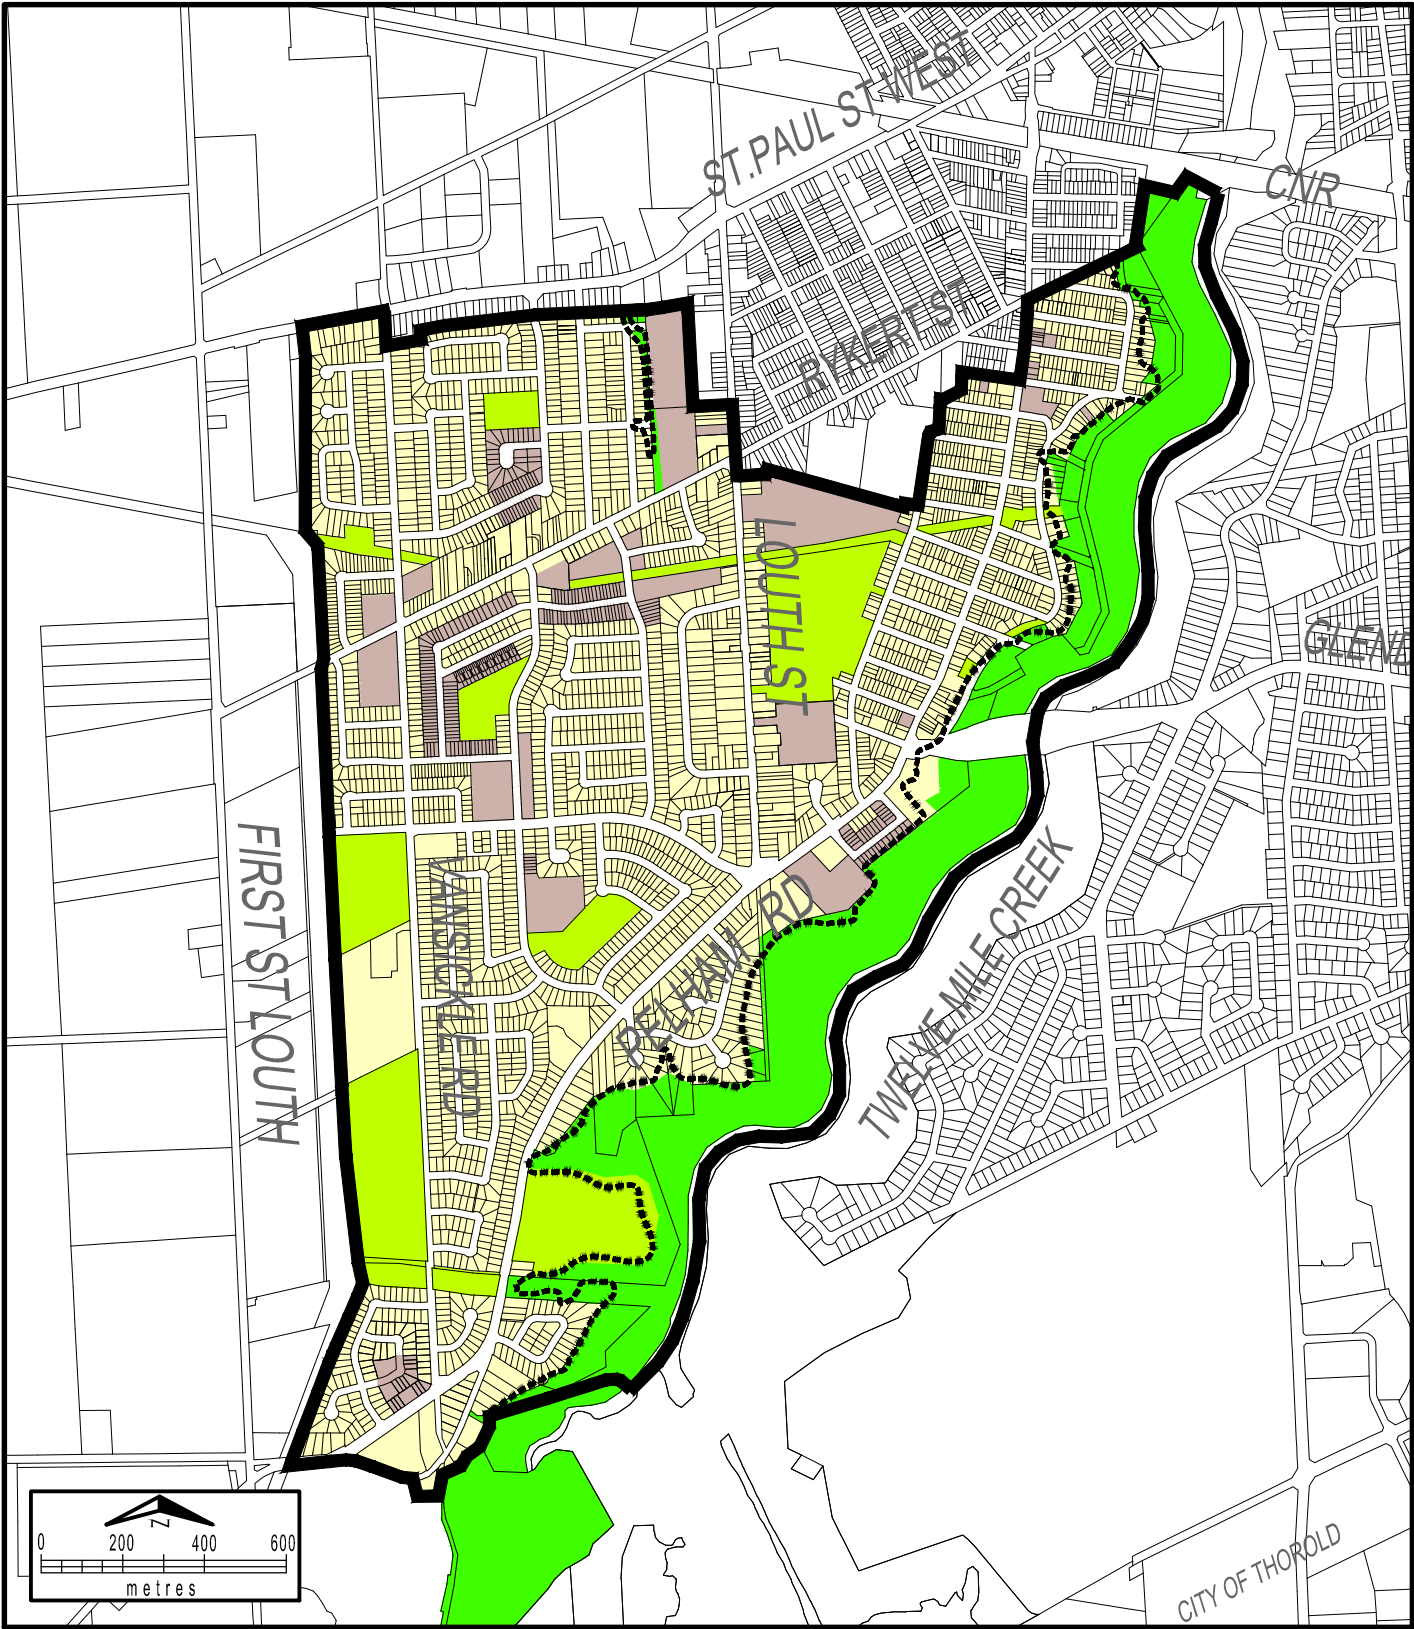 ST.PAUL ST WEST
CNR
RYKERT ST
LOUTH ST
GLEND
FIRST ST LOUTH
VANSICKLE RD
PELHAM RD
TWELVE MILE CREEK
N
0 200 400 600
metres
CITY OF THOROLD